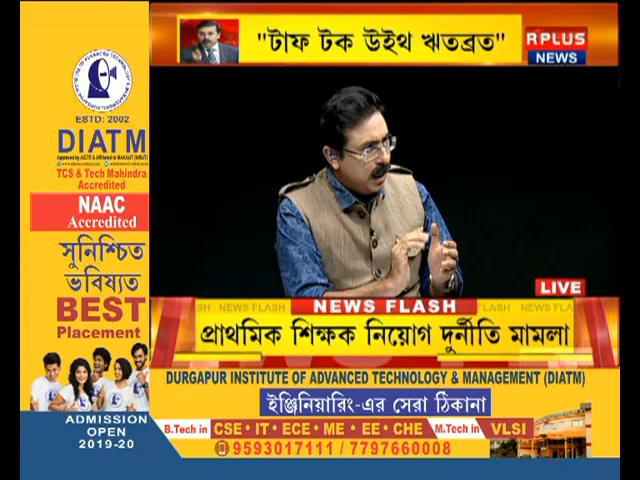 "টাফ টক উইথ ঋতব্রত"
RPLUS
NEWS
ESTD: 2002
DIATM
Approved by AICTE & Affiliated to MAKAUT (WBUT)
TCS & Tech Mahindra
Accredited
NAAC
Accredited
সুনিশ্চিত
ভবিষ্যত
BEST
Placement
ADMISSION
OPEN
2019-20
LIVE
NEWS FLASH
প্রাথমিক শিক্ষক নিয়োগ দুর্নীতি মামলা
DURGAPUR INSTITUTE OF ADVANCED TECHNOLOGY & MANAGEMENT (DIATM)
ইঞ্জিনিয়ারিং-এর সেরা ঠিকানা
B.Tech in CSE • IT • ECE • ME • EE • CHE M.Tech in VLSI
9593017111 / 7797660008